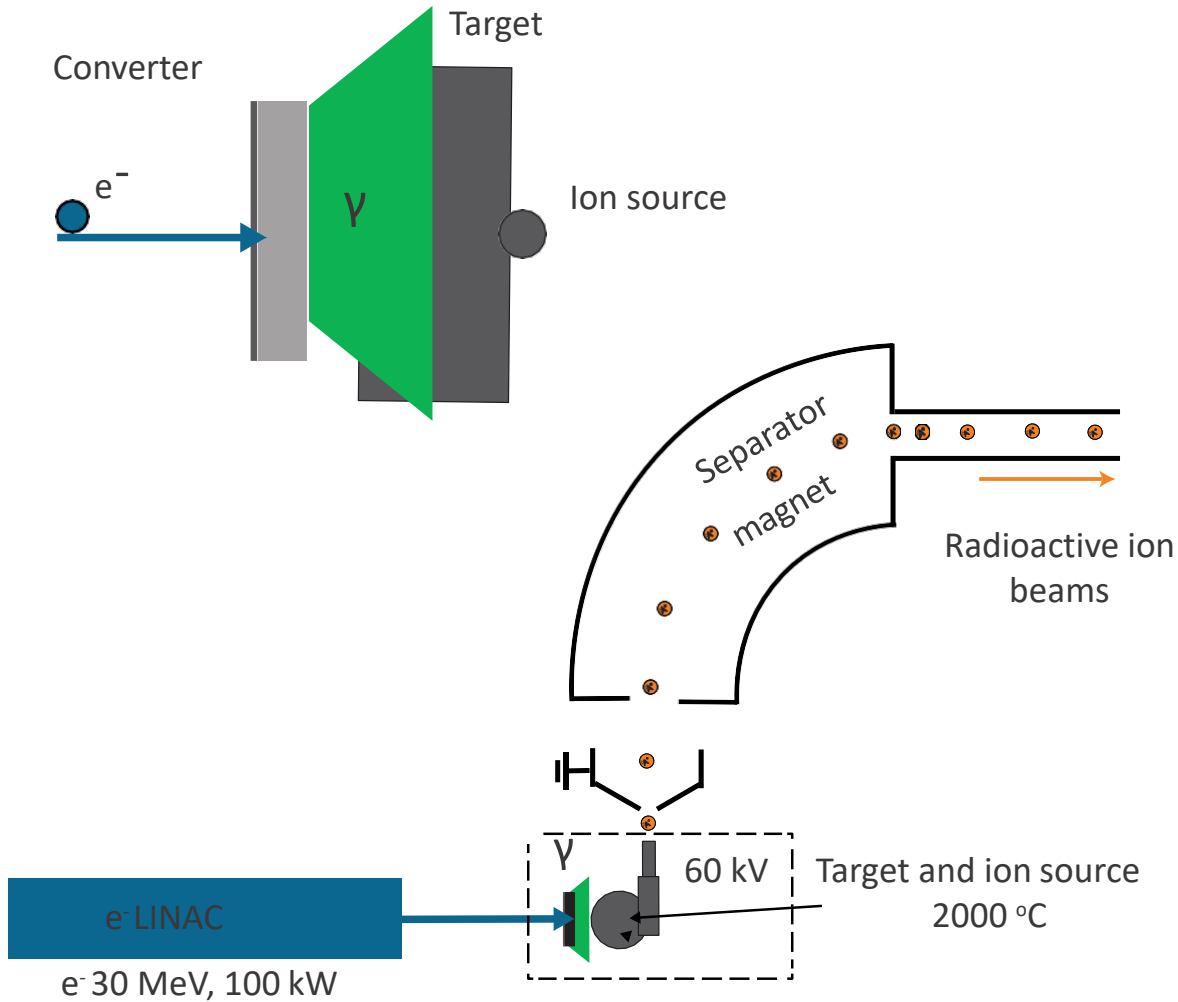 Target
Converter
e⁻
γ
Ion source
Separator
magnet
Radioactive ion
beams
γ
60 kV
Target and ion source
2000 °C
e⁻ LINAC
e⁻ 30 MeV, 100 kW